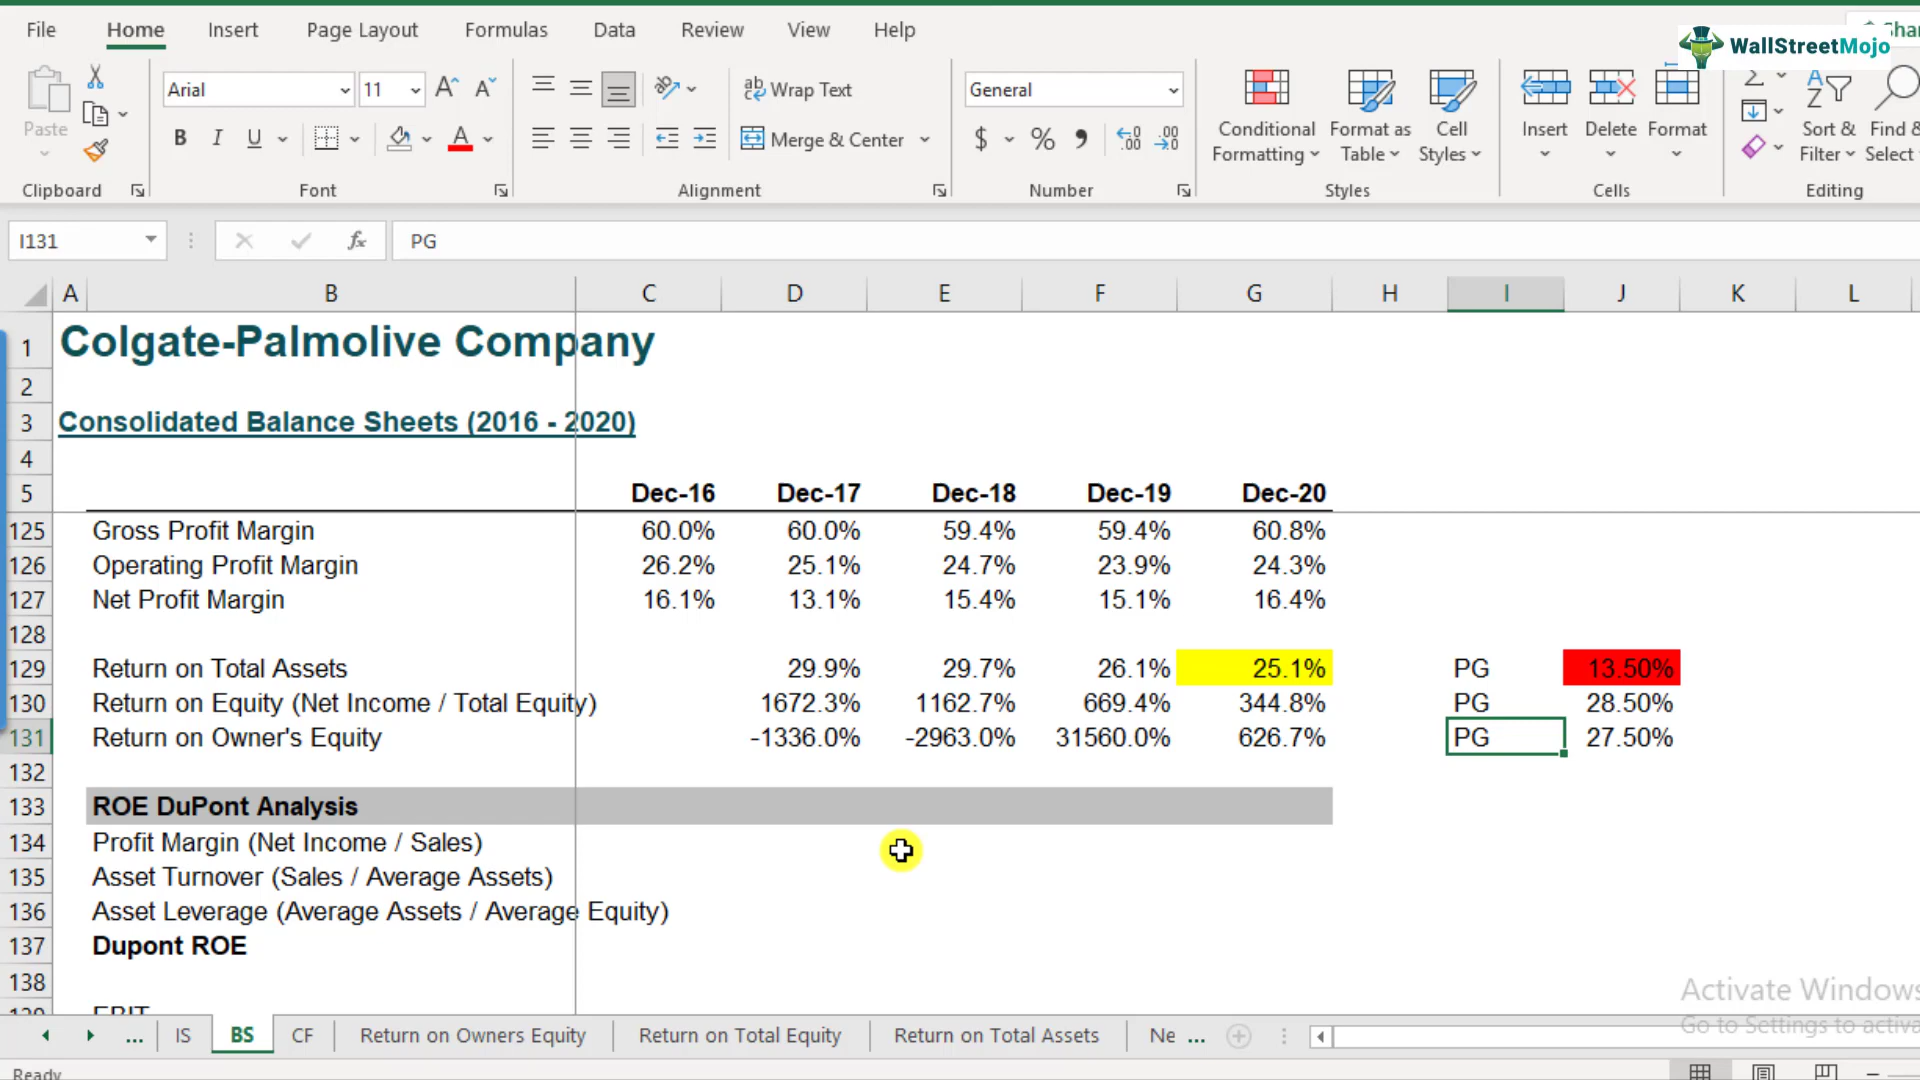 File Home Insert Page Layout Formulas Data Review View Help
WallStreetMojo
Arial 11 Wrap Text General
Paste B I U Merge & Center $ % Conditional Formatting Format as Table Cell Styles Insert Delete Format Sort & Filter Find & Select
Clipboard Font Alignment Number Styles Cells Editing
I131 fx PG
A B C D E F G H I J K L
1 Colgate-Palmolive Company
2
3 Consolidated Balance Sheets (2016 - 2020)
4
5 Dec-16 Dec-17 Dec-18 Dec-19 Dec-20
125 Gross Profit Margin 60.0% 60.0% 59.4% 59.4% 60.8%
126 Operating Profit Margin 26.2% 25.1% 24.7% 23.9% 24.3%
127 Net Profit Margin 16.1% 13.1% 15.4% 15.1% 16.4%
128
129 Return on Total Assets 29.9% 29.7% 26.1% 25.1% PG 13.50%
130 Return on Equity (Net Income / Total Equity) 1672.3% 1162.7% 669.4% 344.8% PG 28.50%
131 Return on Owner's Equity -1336.0% -2963.0% 31560.0% 626.7% PG 27.50%
132
133 ROE DuPont Analysis
134 Profit Margin (Net Income / Sales)
135 Asset Turnover (Sales / Average Assets)
136 Asset Leverage (Average Assets / Average Equity)
137 Dupont ROE
138
Activate Windows
Go to Settings to activa
... IS BS CF Return on Owners Equity Return on Total Equity Return on Total Assets Ne ...
Ready